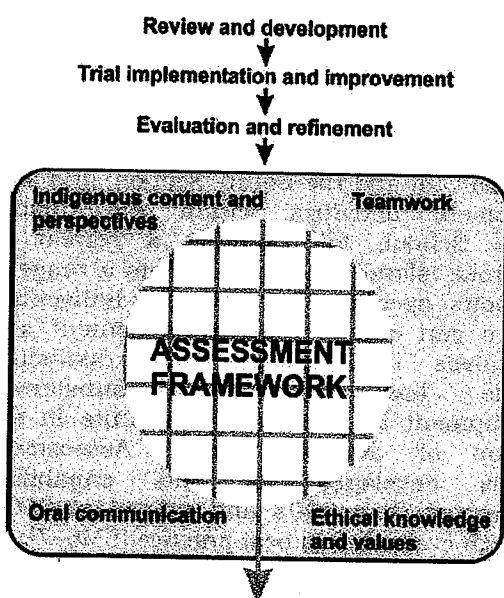 Review and development
Trial implementation and improvement
Evaluation and refinement
Indigenous content and
perspectives
Teamwork
ASSESSMENT
FRAMEWORK
Oral communication
Ethical knowledge
and values